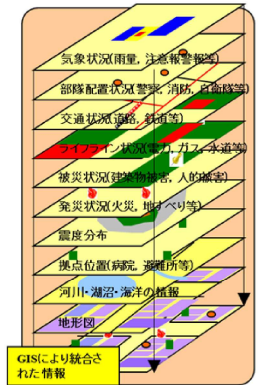 気象状況(雨量, 注意報警報等)
部隊配置状況(警察, 消防, 自衛隊等)
交通状況(道路, 鉄道等)
ライフライン状況(電力, ガス, 水道等)
被災状況(建築物被害, 人的被害)
発災状況(火災, 地すべり等)
震度分布
拠点位置(病院, 避難所等)
河川・湖沼・海洋の情報
地形図
GISにより統合さ
れた情報